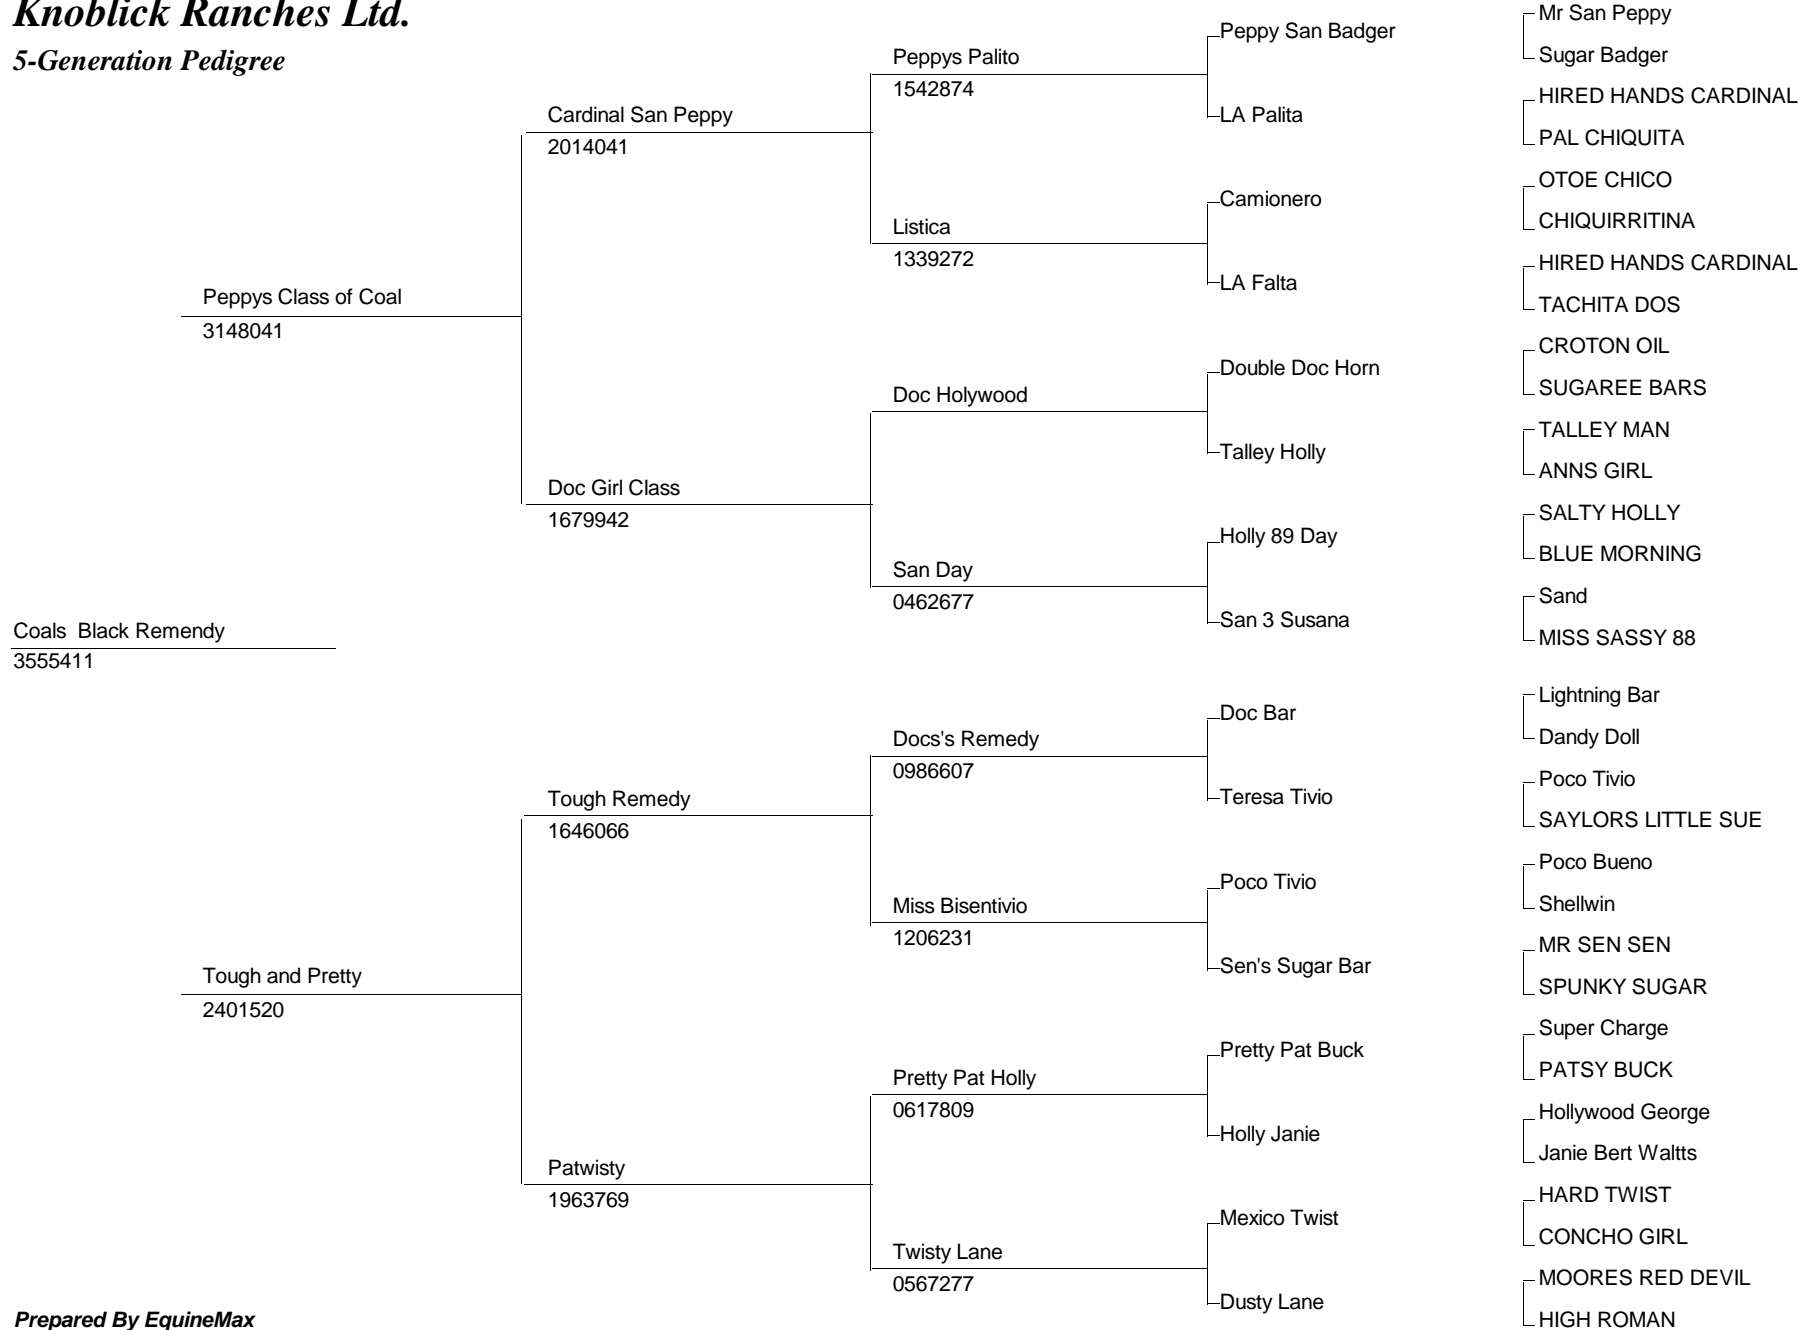 Knoblick Ranches Ltd.
5-Generation Pedigree
Coals  Black Remendy
3555411
Peppys Class of Coal
3148041
Tough and Pretty
2401520
Cardinal San Peppy
2014041
Doc Girl Class
1679942
Tough Remedy
1646066
Patwisty
1963769
Peppys Palito
1542874
Listica
1339272
Doc Holywood
San Day
0462677
Docs's Remedy
0986607
Miss Bisentivio
1206231
Pretty Pat Holly
0617809
Twisty Lane
0567277
Peppy San Badger
LA Palita
Camionero
LA Falta
Double Doc Horn
Talley Holly
Holly 89 Day
San 3 Susana
Doc Bar
Teresa Tivio
Poco Tivio
Sen's Sugar Bar
Pretty Pat Buck
Holly Janie
Mexico Twist
Dusty Lane
Mr San Peppy
Sugar Badger
HIRED HANDS CARDINAL
PAL CHIQUITA
OTOE CHICO
CHIQUIRRITINA
HIRED HANDS CARDINAL
TACHITA DOS
CROTON OIL
SUGAREE BARS
TALLEY MAN
ANNS GIRL
SALTY HOLLY
BLUE MORNING
Sand
MISS SASSY 88
Lightning Bar
Dandy Doll
Poco Tivio
SAYLORS LITTLE SUE
Poco Bueno
Shellwin
MR SEN SEN
SPUNKY SUGAR
Super Charge
PATSY BUCK
Hollywood George
Janie Bert Waltts
HARD TWIST
CONCHO GIRL
MOORES RED DEVIL
HIGH ROMAN
Prepared By EquineMax